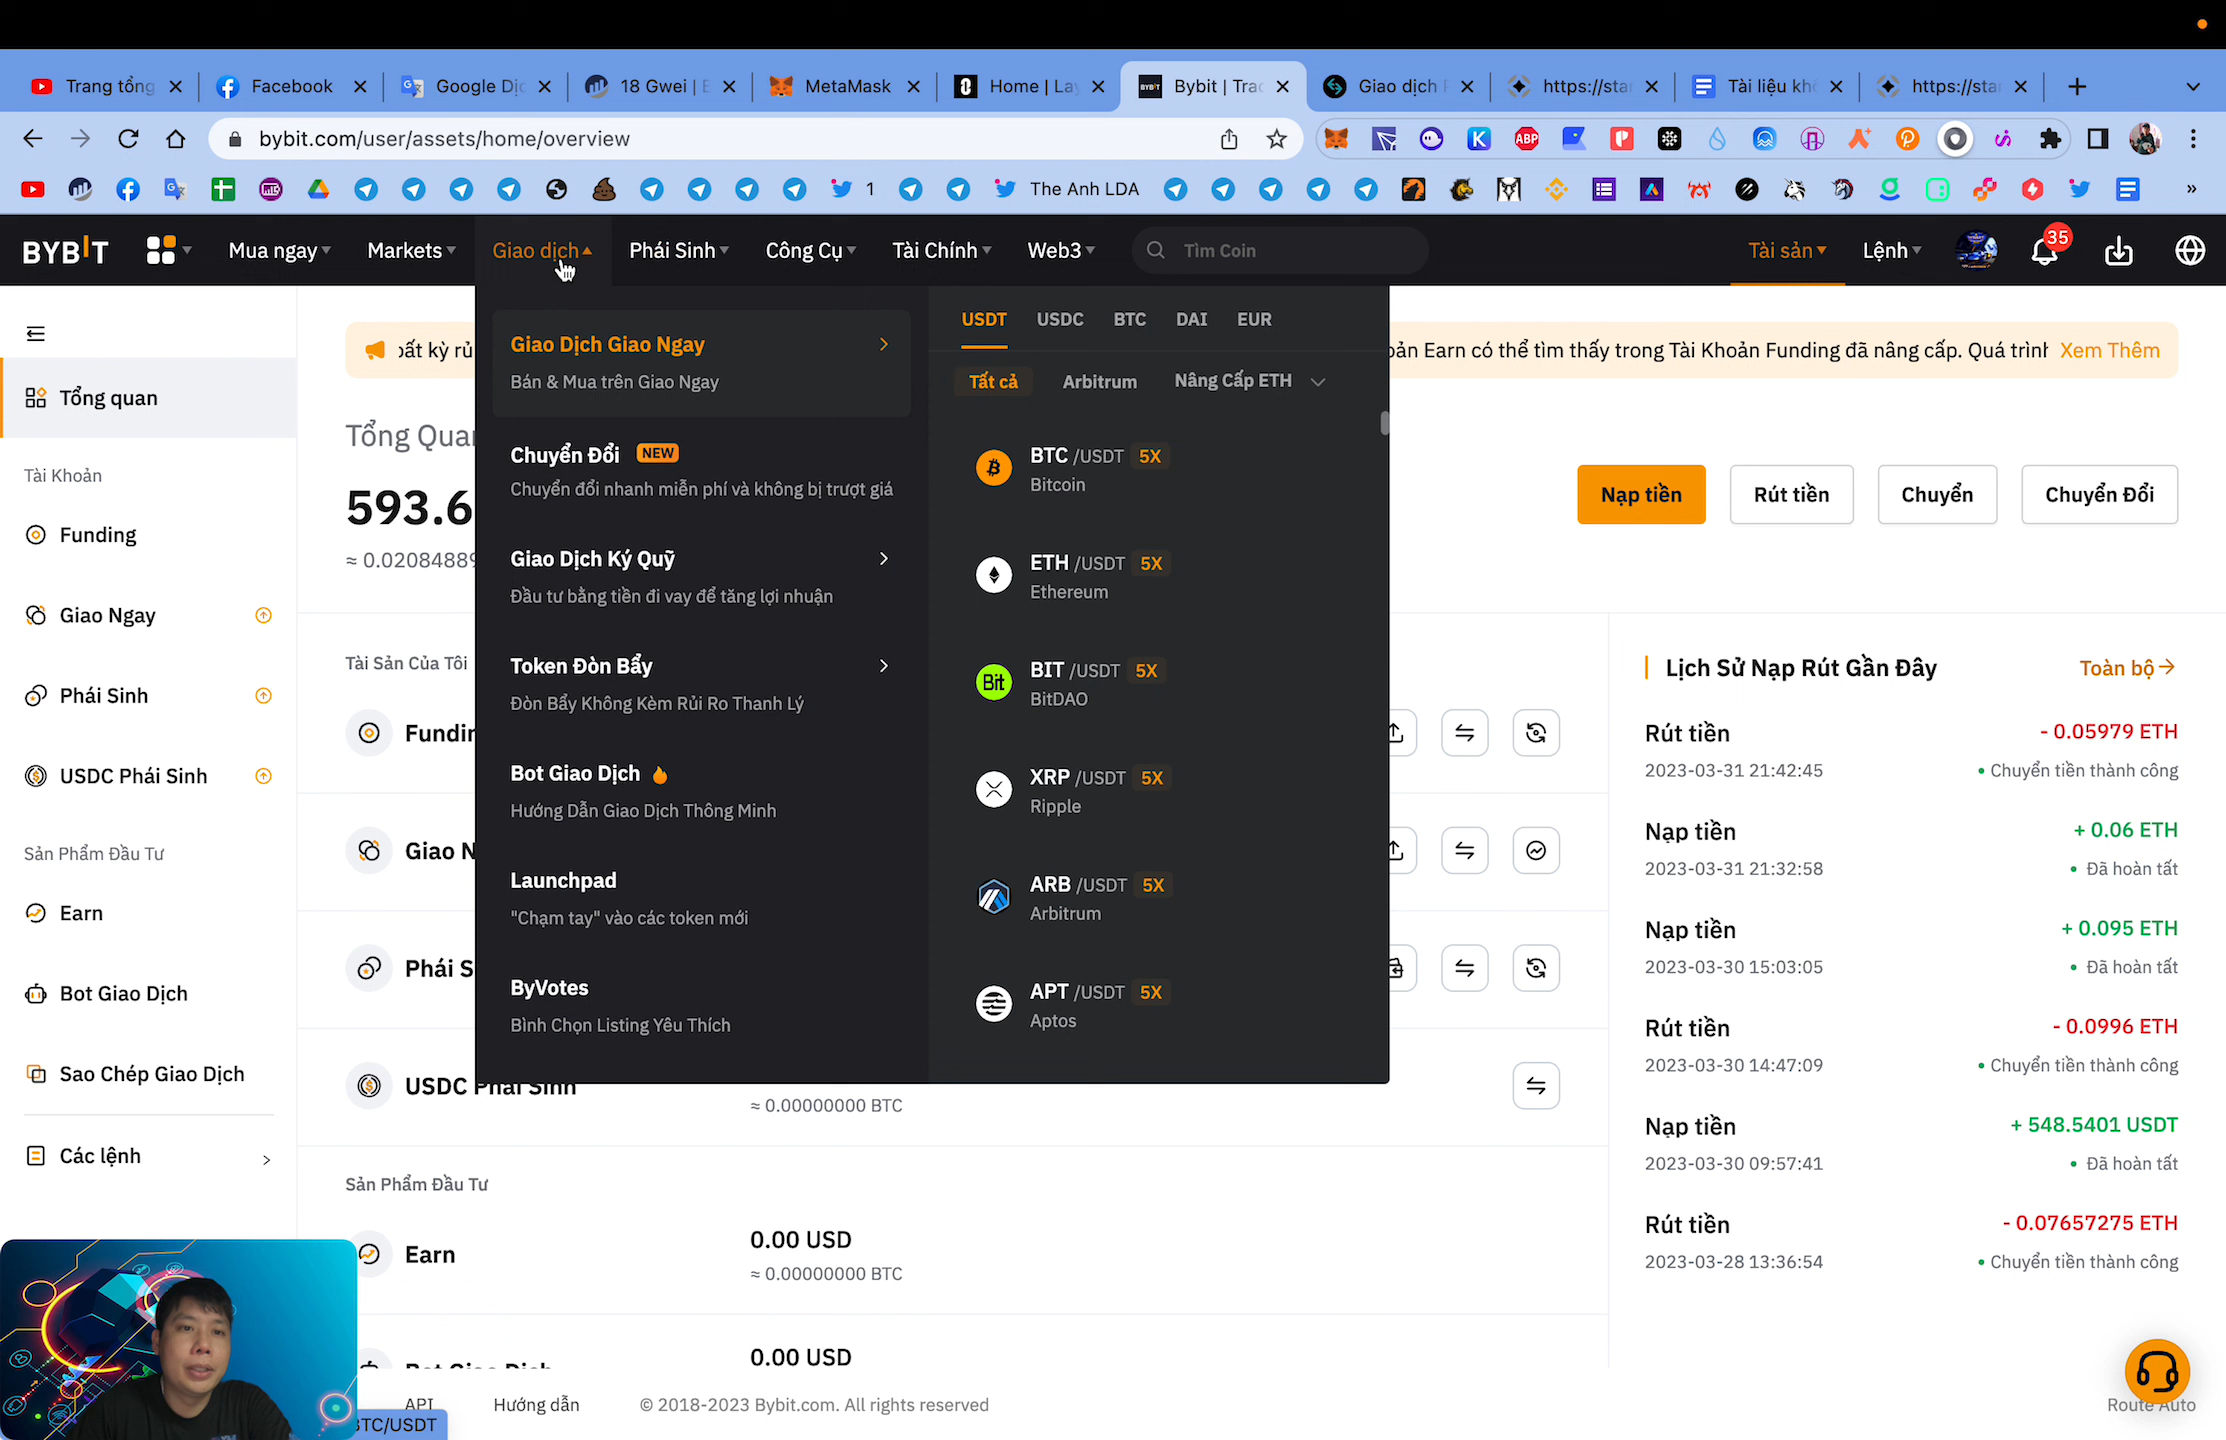 Trang tổng
Facebook
Google Dịc
18 Gwei | E
MetaMask
Home | Lay
Bybit | Trad
Giao dịch
https://star
Tài liệu kh
https://star
bybit.com/user/assets/home/overview
1
The Anh LDA
BYBIT
Mua ngay
Markets
Giao dịch
Phái Sinh
Công Cụ
Tài Chính
Web3
Tìm Coin
Tài sản
Lệnh
35
Tổng quan
Tài Khoản
Funding
Giao Ngay
Phái Sinh
USDC Phái Sinh
Sản Phẩm Đầu Tư
Earn
Bot Giao Dịch
Sao Chép Giao Dịch
Các lệnh
bất kỳ rủ
ản Earn có thể tìm thấy trong Tài Khoản Funding đã nâng cấp. Quá trình
Xem Thêm
Tổng Quan
593.6
≈ 0.02084889
Nạp tiền
Rút tiền
Chuyển
Chuyển Đổi
Giao Dịch Giao Ngay
Bán & Mua trên Giao Ngay
Chuyển Đổi NEW
Chuyển đổi nhanh miễn phí và không bị trượt giá
Giao Dịch Ký Quỹ
Đầu tư bằng tiền đi vay để tăng lợi nhuận
Token Đòn Bẩy
Đòn Bẩy Không Kèm Rủi Ro Thanh Lý
Bot Giao Dịch
Hướng Dẫn Giao Dịch Thông Minh
Launchpad
"Chạm tay" vào các token mới
ByVotes
Bình Chọn Listing Yêu Thích
USDT
USDC
BTC
DAI
EUR
Tất cả
Arbitrum
Nâng Cấp ETH
BTC /USDT 5X
Bitcoin
ETH /USDT 5X
Ethereum
Bit
BIT /USDT 5X
BitDAO
XRP /USDT 5X
Ripple
ARB /USDT 5X
Arbitrum
APT /USDT 5X
Aptos
Tài Sản Của Tôi
Fundin
Giao N
Phái S
USDC Phái Sinh
≈ 0.00000000 BTC
Sản Phẩm Đầu Tư
Earn
0.00 USD
≈ 0.00000000 BTC
Bot Giao Dịch
0.00 USD
Lịch Sử Nạp Rút Gần Đây
Toàn bộ
Rút tiền
- 0.05979 ETH
2023-03-31 21:42:45
Chuyển tiền thành công
Nạp tiền
+ 0.06 ETH
2023-03-31 21:32:58
Đã hoàn tất
Nạp tiền
+ 0.095 ETH
2023-03-30 15:03:05
Đã hoàn tất
Rút tiền
- 0.0996 ETH
2023-03-30 14:47:09
Chuyển tiền thành công
Nạp tiền
+ 548.5401 USDT
2023-03-30 09:57:41
Đã hoàn tất
Rút tiền
- 0.07657275 ETH
2023-03-28 13:36:54
Chuyển tiền thành công
API
Hướng dẫn
© 2018-2023 Bybit.com. All rights reserved
Route Auto
BTC/USDT